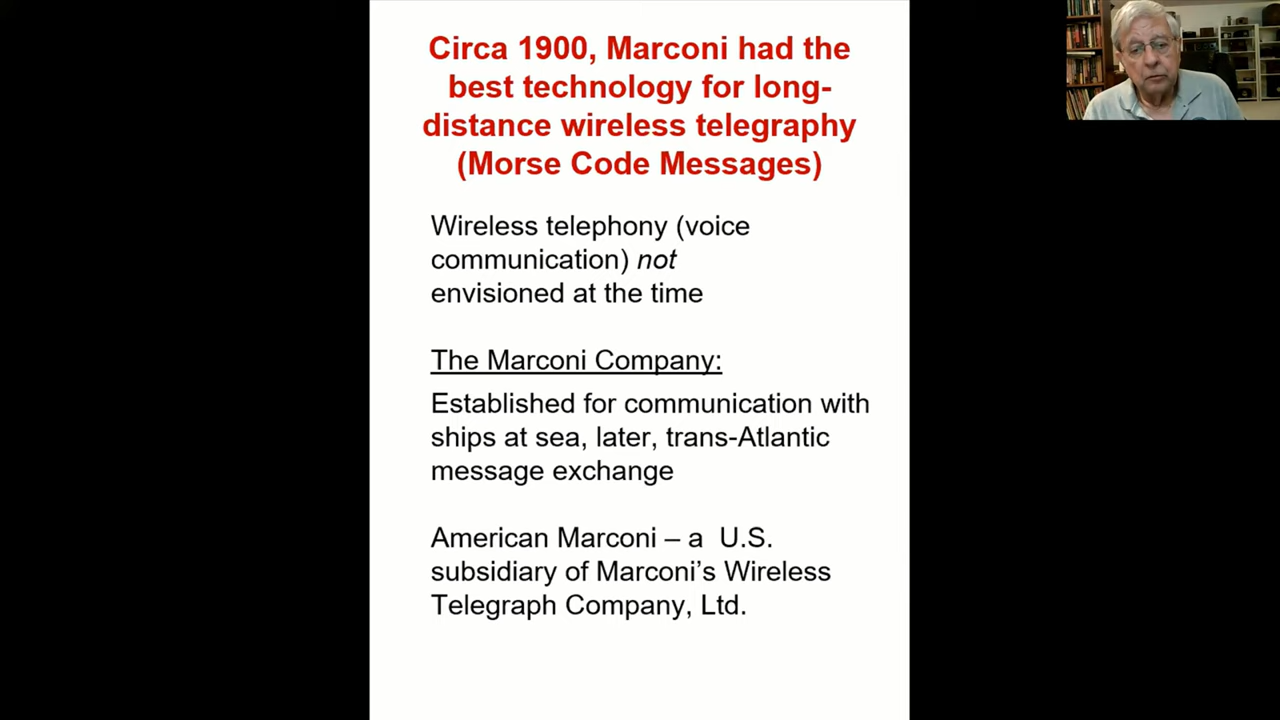 Circa 1900, Marconi had the
best technology for long-
distance wireless telegraphy
(Morse Code Messages)
Wireless telephony (voice
communication) not
envisioned at the time
The Marconi Company:
Established for communication with
ships at sea, later, trans-Atlantic
message exchange
American Marconi – a  U.S.
subsidiary of Marconi’s Wireless
Telegraph Company, Ltd.